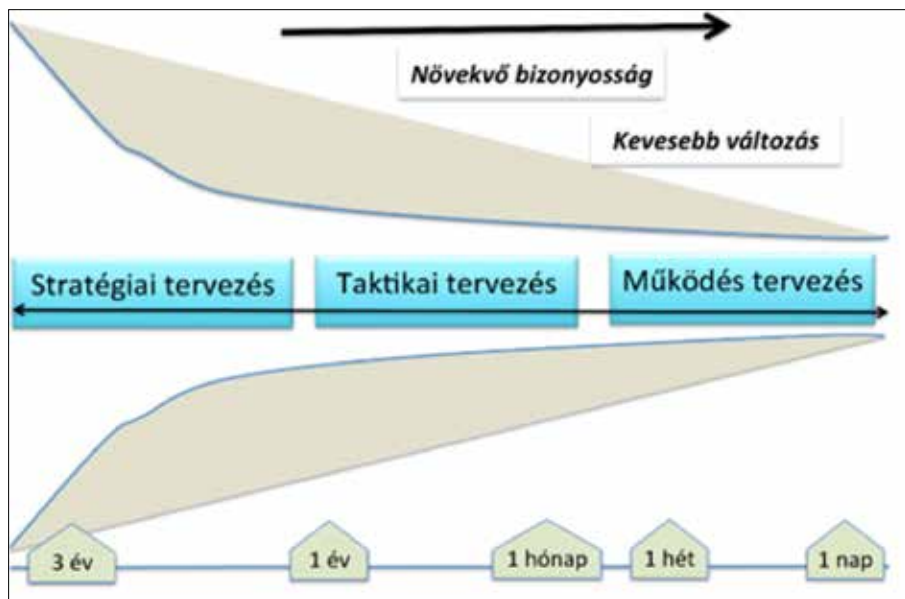 Növekvő bizonyosság
Kevesebb változás
Stratégiai tervezés
Taktikai tervezés
Működés tervezés
3 év
1 év
1 hónap
1 hét
1 nap